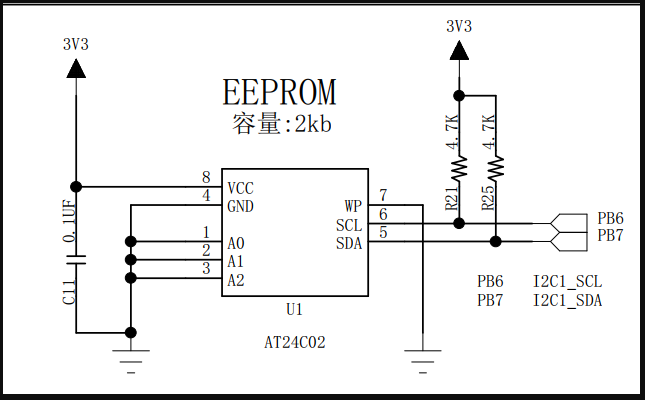 3V3
3V3
EEPROM
容量:2kb
4.7K
4.7K
R21
R25
0.1UF
C11
8
VCC
4
GND
1
A0
2
A1
3
A2
WP
7
SCL
6
SDA
5
U1
AT24C02
PB6
PB7
PB6 I2C1_SCL
PB7 I2C1_SDA